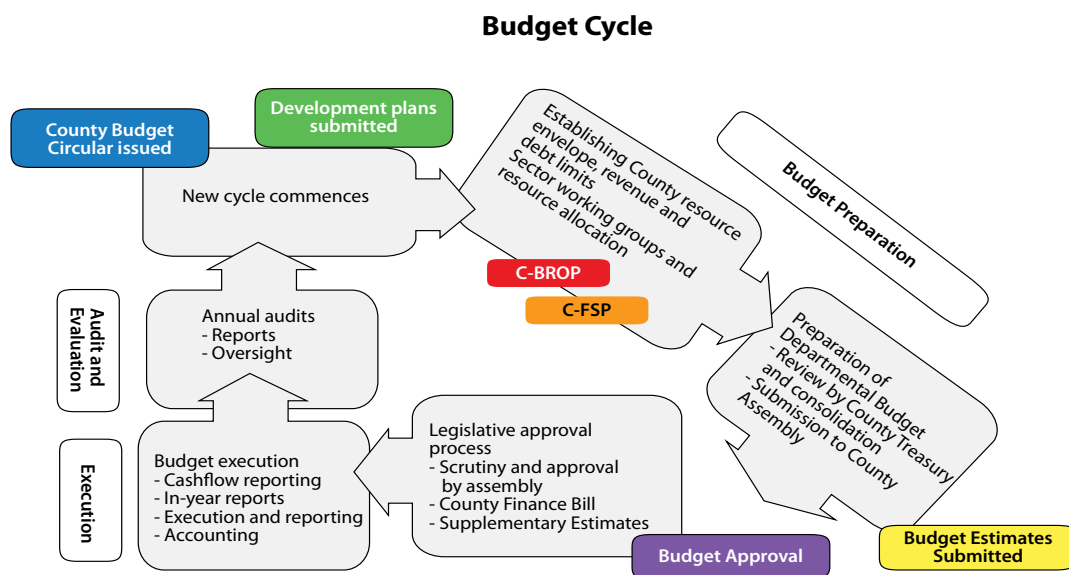 Budget Cycle
County Budget
Circular issued
Development plans
submitted
New cycle commences
Establishing County resource
envelope, revenue and
debt limits
Sector working groups and
resource allocation
C-BROP
C-FSP
Budget Preparation
Preparation of
Departmental Budget
- Review by County Treasury
and consolidation
- Submission to County
Assembly
Budget Estimates
Submitted
Legislative approval
process
- Scrutiny and approval
by assembly
- County Finance Bill
- Supplementary Estimates
Budget Approval
Budget execution
- Cashflow reporting
- In-year reports
- Execution and reporting
- Accounting
Execution
Annual audits
- Reports
- Oversight
Audit and
Evaluation